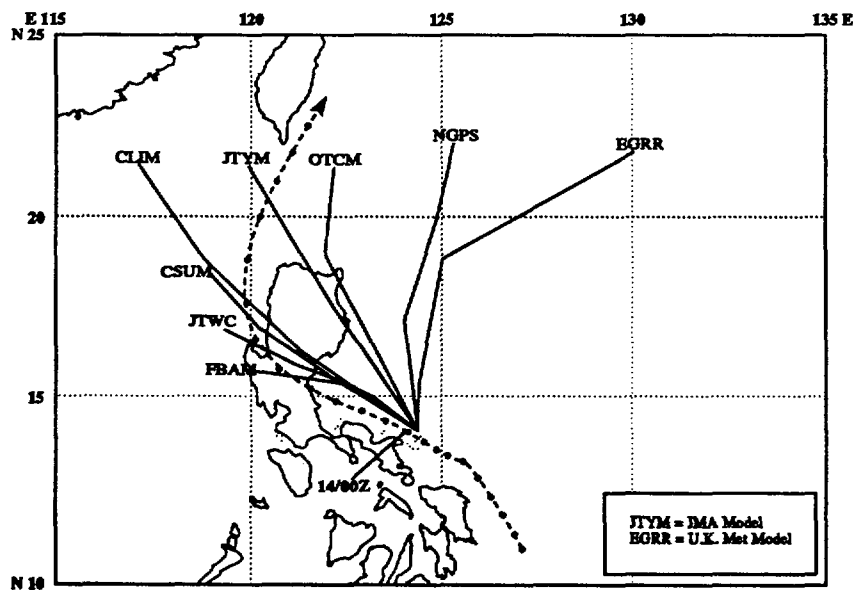 E 115 120 125 130 135 E
N 25
NGPS
EGRR
CLIM JTYM OTCM
20
CSUM
JTWC
FBAM
15
14/00Z
JTYM = JMA Model
EGRR = U.K. Met Model
N 10